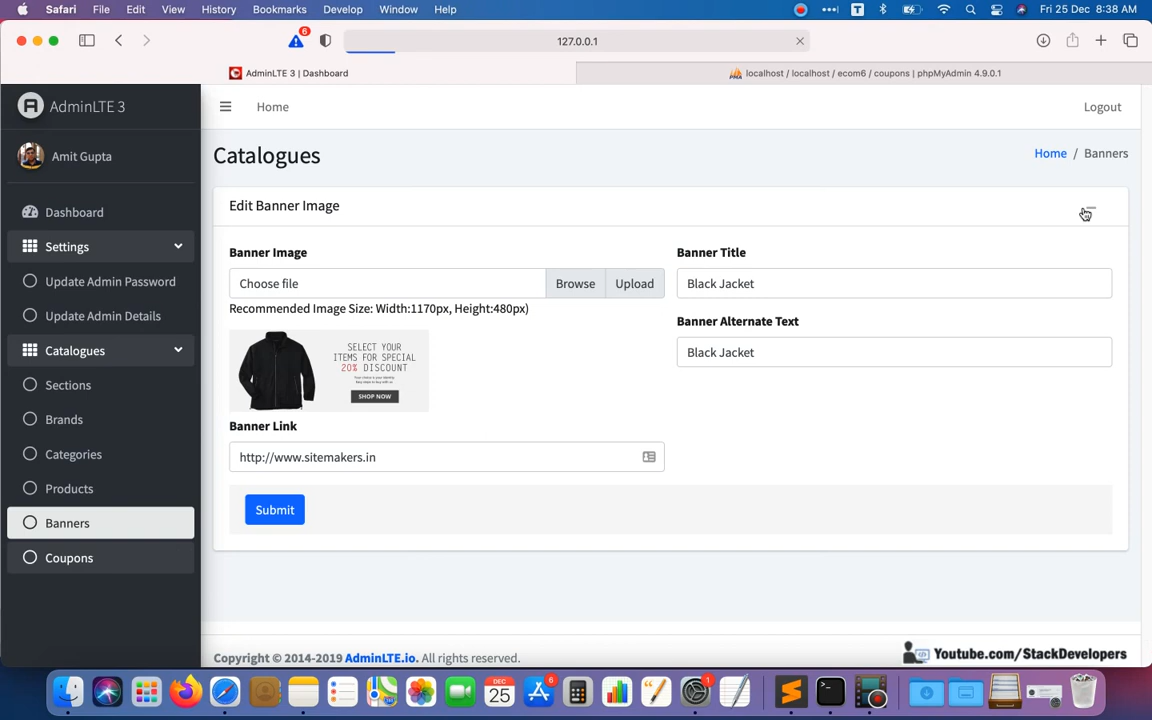 Safari File Edit View History Bookmarks Develop Window Help Fri 25 Dec 8:38 AM
6
127.0.0.1
AdminLTE 3 | Dashboard
localhost / localhost / ecom6 / coupons | phpMyAdmin 4.9.0.1
AdminLTE 3
Home
Logout
Amit Gupta
Catalogues
Home / Banners
Dashboard
Settings
Update Admin Password
Update Admin Details
Catalogues
Sections
Brands
Categories
Products
Banners
Coupons
Edit Banner Image
Banner Image
Choose file
Browse
Upload
Recommended Image Size: Width:1170px, Height:480px)
SELECT YOUR
ITEMS FOR SPECIAL
20% DISCOUNT
SHOP NOW
Banner Link
http://www.sitemakers.in
Banner Title
Black Jacket
Banner Alternate Text
Black Jacket
Submit
Copyright © 2014-2019 AdminLTE.io. All rights reserved.
Youtube.com/StackDevelopers
DEC
25
6
1